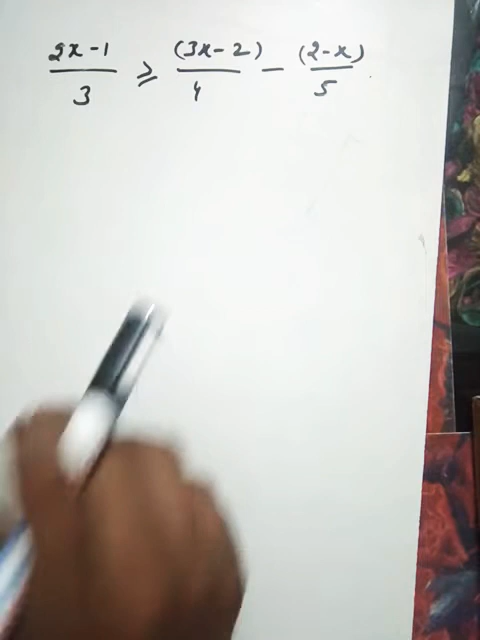 (2x-1)/3 ≥ (3x-2)/4 - (2-x)/5